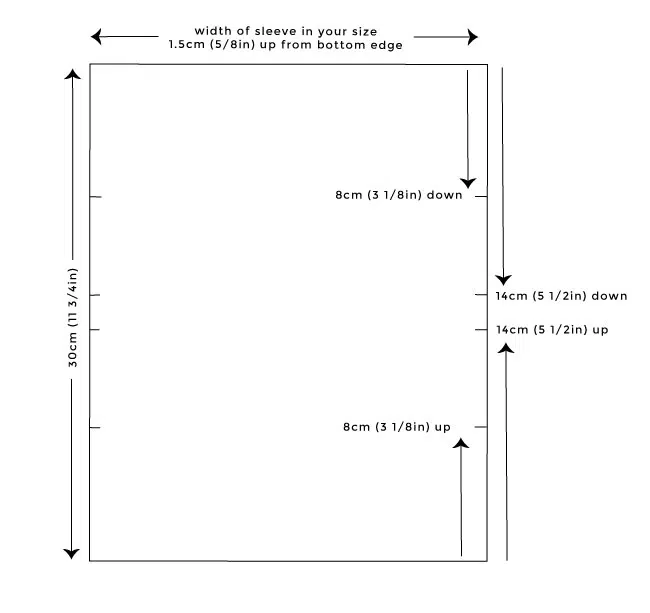 width of sleeve in your size
1.5cm (5/8in) up from bottom edge
8cm (3 1/8in) down
30cm (11 3/4in)
14cm (5 1/2in) down
14cm (5 1/2in) up
8cm (3 1/8in) up